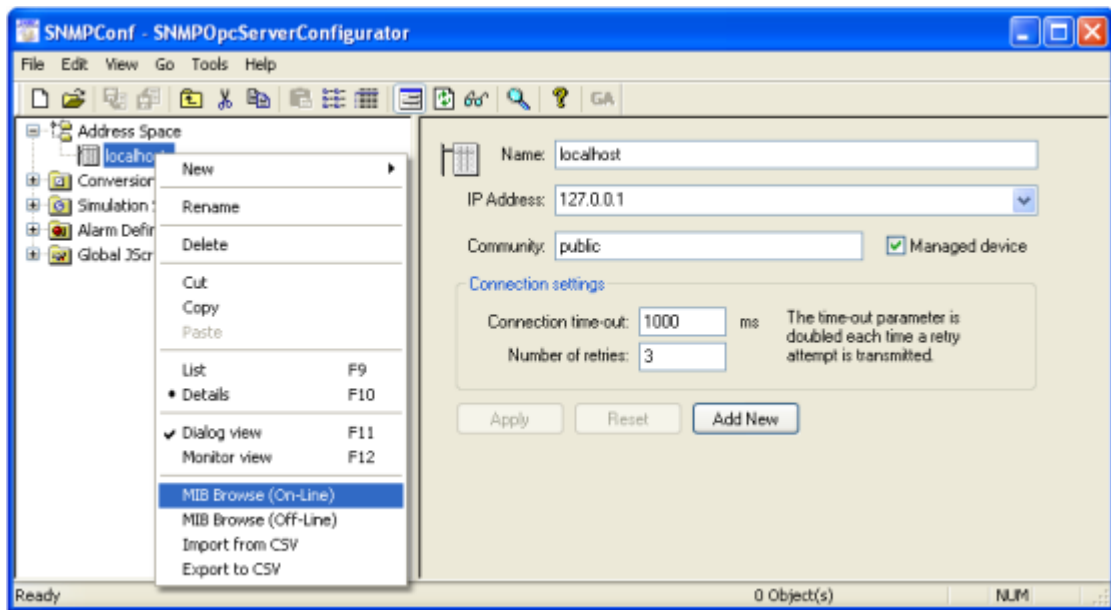 SNMPConf - SNMPOpcServerConfigurator
File Edit View Go Tools Help
GA
Address Space
localho
Conversion
Simulation
Alarm Defin
Global JScr
New
Rename
Delete
Cut
Copy
Paste
List F9
Details F10
Dialog view F11
Monitor view F12
MIB Browse (On-Line)
MIB Browse (Off-Line)
Import from CSV
Export to CSV
Name: localhost
IP Address: 127.0.0.1
Community: public Managed device
Connection settings
Connection time-out: 1000 ms
Number of retries: 3
The time-out parameter is
doubled each time a retry
attempt is transmitted.
Apply Reset Add New
Ready 0 Object(s) NUM